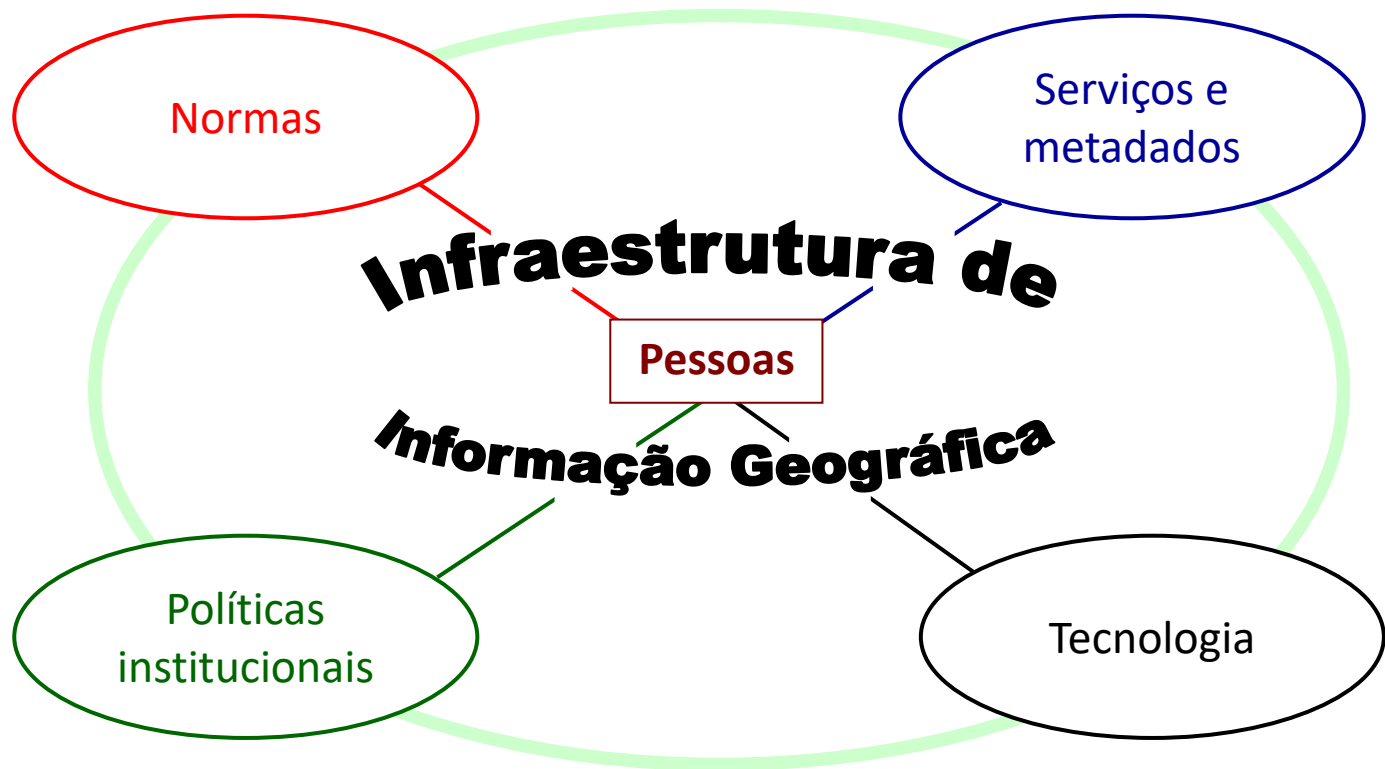 Normas
Serviços e
metadados
Infraestrutura de
Pessoas
Informação Geográfica
Políticas
institucionais
Tecnologia